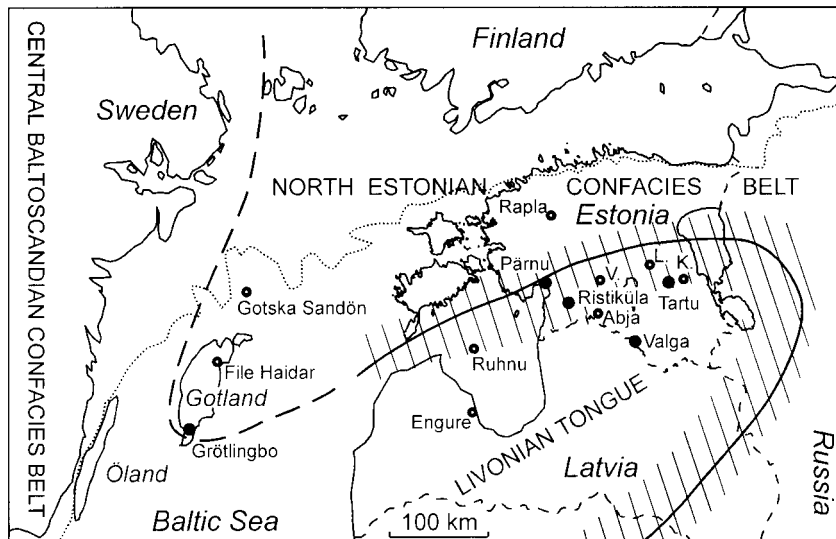 CENTRAL BALTOSCANDIAN CONFACIES BELT
Finland
Sweden
NORTH ESTONIAN CONFACIES BELT
Rapla
Estonia
Pärnu
V.
L.
K.
Gotska Sandön
Ristiküla
Tartu
Abja
Valga
File Haidar
Ruhnu
Gotland
Engure
Grötlingbo
LIVONIAN TONGUE
Öland
Latvia
Russia
Baltic Sea
100 km